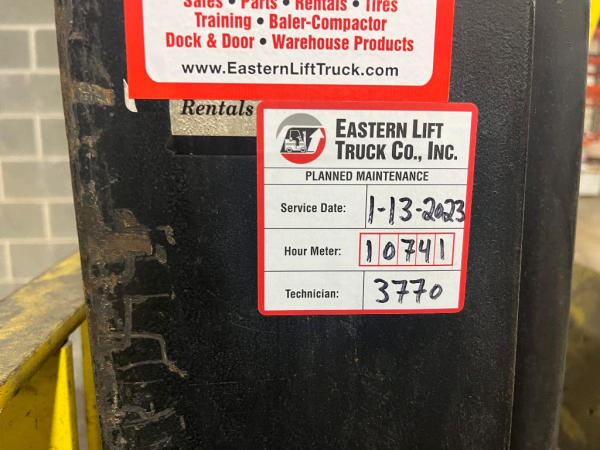 Sales • Parts • Rentals • Tires
Training • Baler-Compactor
Dock & Door • Warehouse Products
www.EasternLiftTruck.com
Rentals
EASTERN LIFT
TRUCK CO., INC.
PLANNED MAINTENANCE
Service Date: 1-13-2023
Hour Meter: 10741
Technician: 3770